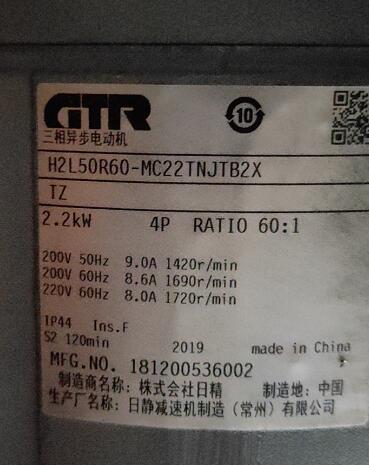 GTR
10
三相异步电动机
H2L50R60-MC22TNJTB2X
TZ
2.2kW 4P RATIO 60:1
200V 50Hz 9.0A 1420r/min
200V 60Hz 8.6A 1690r/min
220V 60Hz 8.0A 1720r/min
IP44 Ins.F
S2 120min 2019 made in China
MFG.NO. 181200536002
制造商名称: 株式会社日精 制造地: 中国
生产厂名称: 日静减速机制造（常州）有限公司